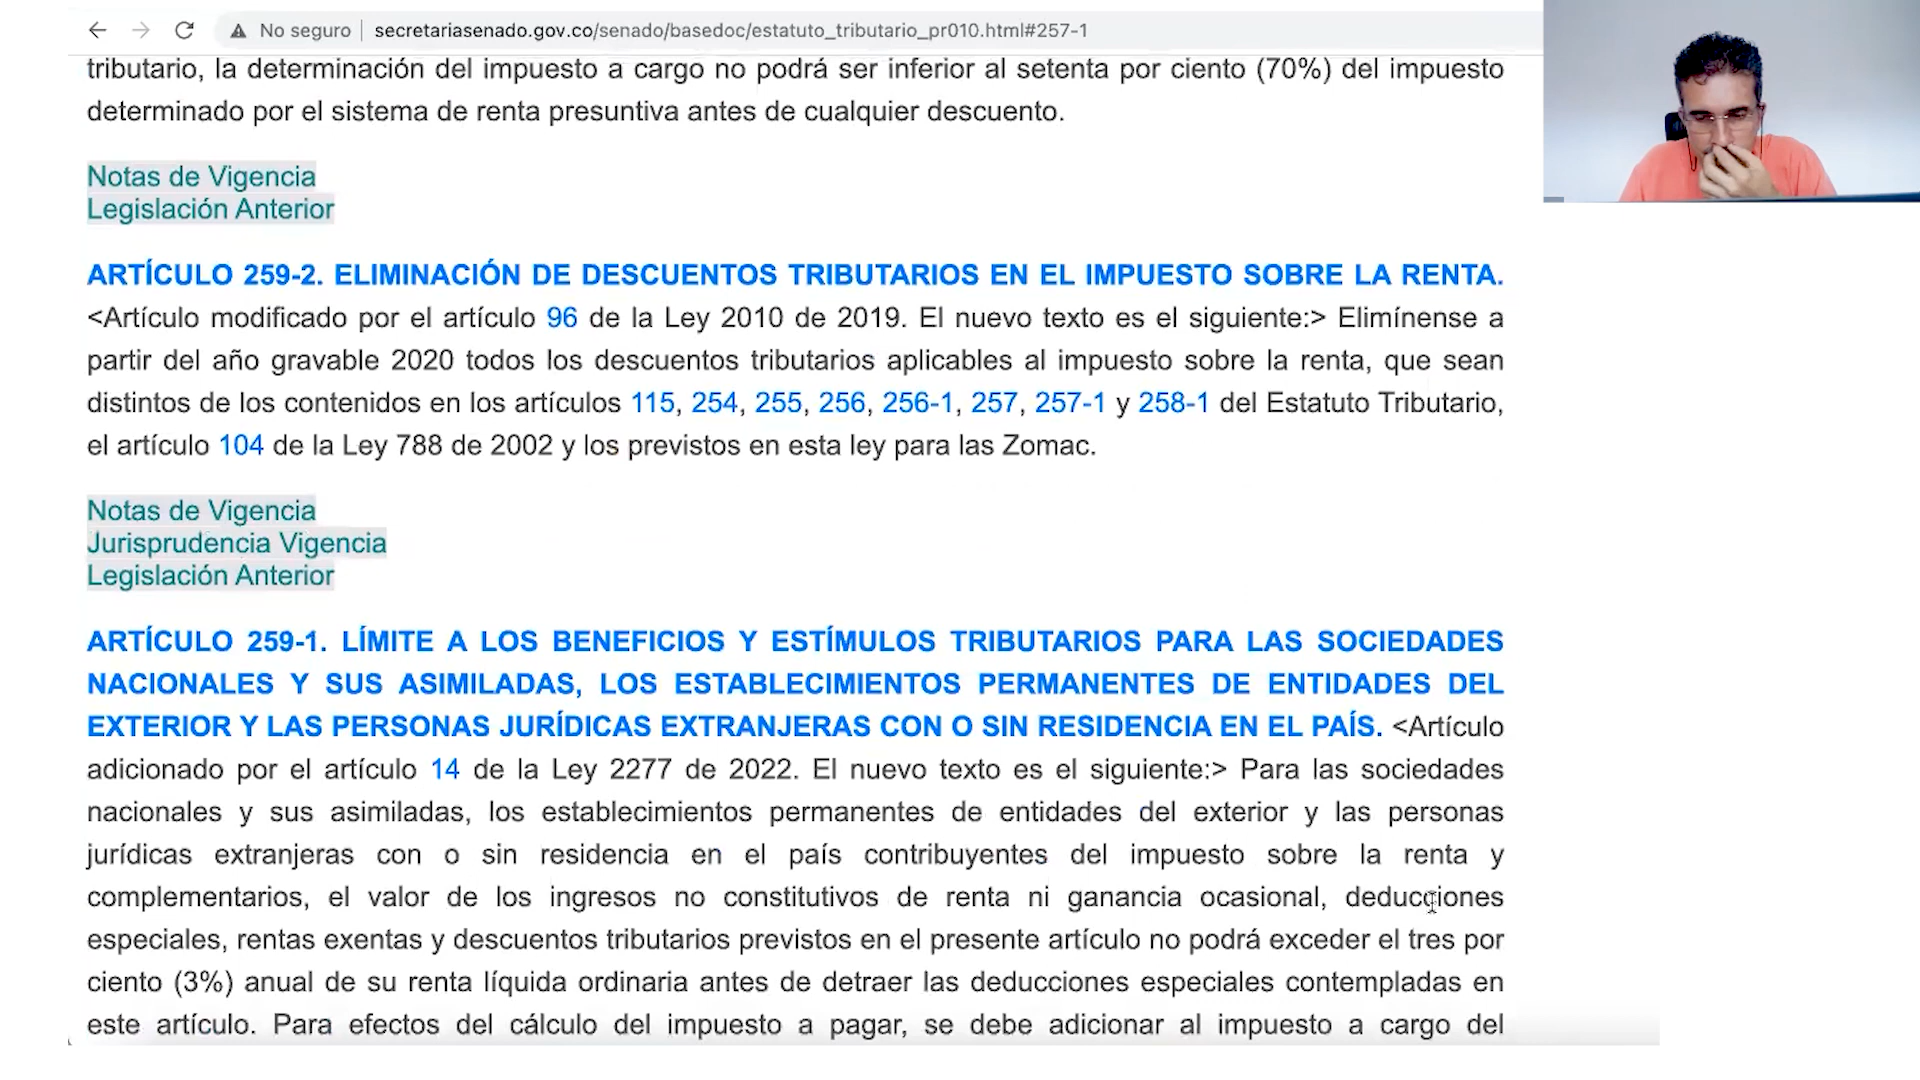 No seguro
secretariasenado.gov.co/senado/basedoc/estatuto_tributario_pr010.html#257-1
tributario, la determinación del impuesto a cargo no podrá ser inferior al setenta por ciento (70%) del impuesto
determinado por el sistema de renta presuntiva antes de cualquier descuento.
Notas de Vigencia
Legislación Anterior
ARTÍCULO 259-2. ELIMINACIÓN DE DESCUENTOS TRIBUTARIOS EN EL IMPUESTO SOBRE LA RENTA.
<Artículo modificado por el artículo 96 de la Ley 2010 de 2019. El nuevo texto es el siguiente:> Elimínense a
partir del año gravable 2020 todos los descuentos tributarios aplicables al impuesto sobre la renta, que sean
distintos de los contenidos en los artículos 115, 254, 255, 256, 256-1, 257, 257-1 y 258-1 del Estatuto Tributario,
el artículo 104 de la Ley 788 de 2002 y los previstos en esta ley para las Zomac.
Notas de Vigencia
Jurisprudencia Vigencia
Legislación Anterior
ARTÍCULO 259-1. LÍMITE A LOS BENEFICIOS Y ESTÍMULOS TRIBUTARIOS PARA LAS SOCIEDADES
NACIONALES Y SUS ASIMILADAS, LOS ESTABLECIMIENTOS PERMANENTES DE ENTIDADES DEL
EXTERIOR Y LAS PERSONAS JURÍDICAS EXTRANJERAS CON O SIN RESIDENCIA EN EL PAÍS. <Artículo
adicionado por el artículo 14 de la Ley 2277 de 2022. El nuevo texto es el siguiente:> Para las sociedades
nacionales y sus asimiladas, los establecimientos permanentes de entidades del exterior y las personas
jurídicas extranjeras con o sin residencia en el país contribuyentes del impuesto sobre la renta y
complementarios, el valor de los ingresos no constitutivos de renta ni ganancia ocasional, deducciones
especiales, rentas exentas y descuentos tributarios previstos en el presente artículo no podrá exceder el tres por
ciento (3%) anual de su renta líquida ordinaria antes de detraer las deducciones especiales contempladas en
este artículo. Para efectos del cálculo del impuesto a pagar, se debe adicionar al impuesto a cargo del